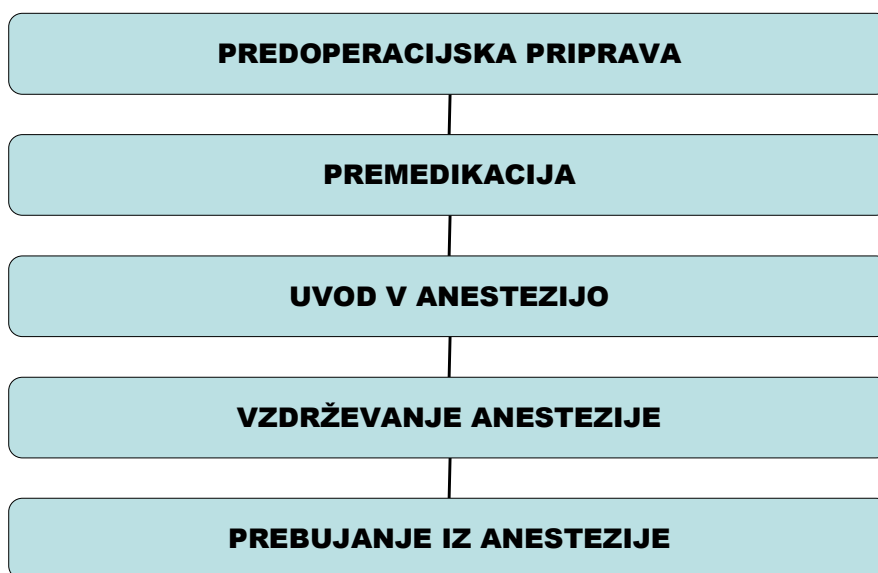 PREDOPERACIJSKA PRIPRAVA
PREMEDIKACIJA
UVOD V ANESTEZIJO
VZDRŽEVANJE ANESTEZIJE
PREBUJANJE IZ ANESTEZIJE